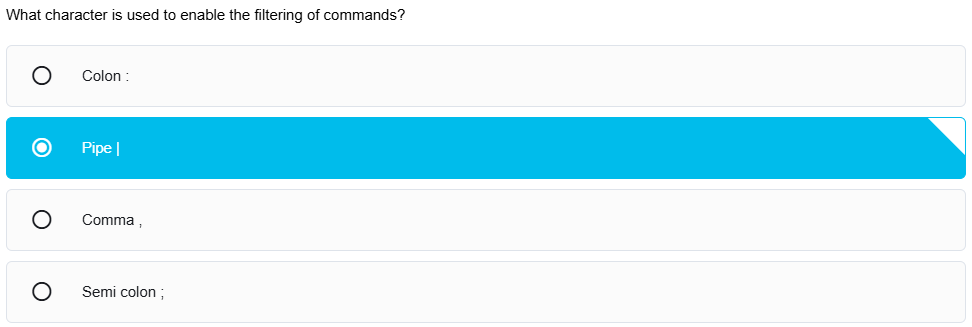 What character is used to enable the filtering of commands?
Colon :
Pipe |
Comma ,
Semi colon ;